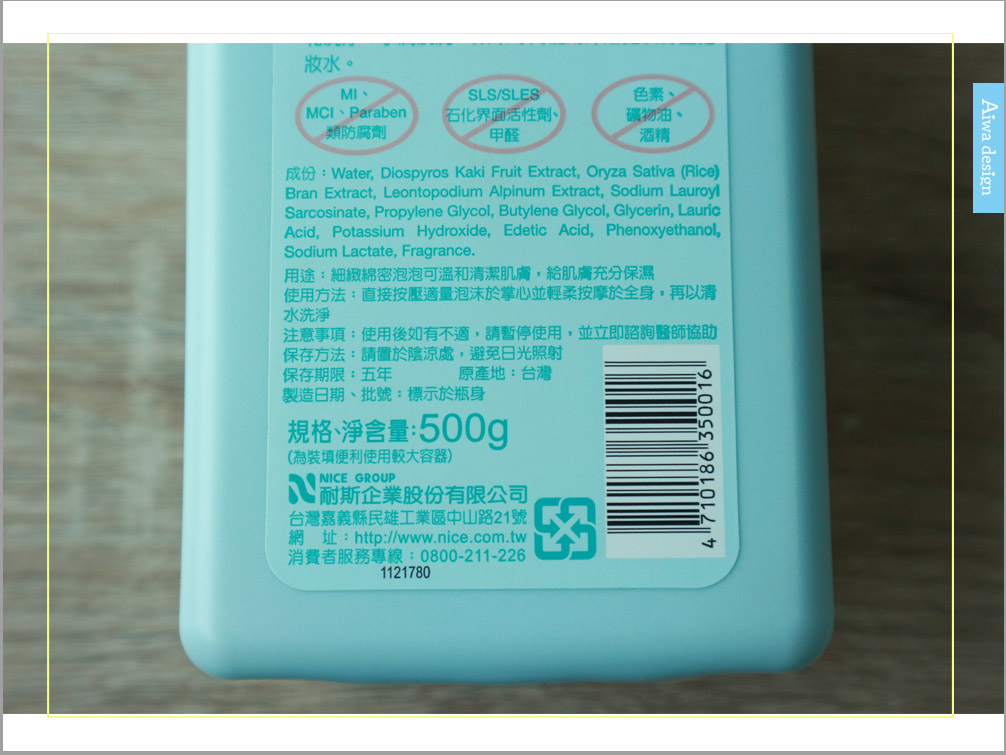 妝水。
MI、
MCI、Paraben
類防腐劑
SLS/SLES
石化界面活性劑、
甲醛
色素、
礦物油、
酒精
成份：Water, Diospyros Kaki Fruit Extract, Oryza Sativa (Rice)
Bran Extract, Leontopodium Alpinum Extract, Sodium Lauroyl
Sarcosinate, Propylene Glycol, Butylene Glycol, Glycerin, Lauric
Acid, Potassium Hydroxide, Edetic Acid, Phenoxyethanol,
Sodium Lactate, Fragrance.
用途：細緻綿密泡泡可溫和清潔肌膚，給肌膚充分保濕
使用方法：直接按壓適量泡沫於掌心並輕柔按摩於全身，再以清
水洗淨
注意事項：使用後如有不適，請暫停使用，並立即諮詢醫師協助
保存方法：請置於陰涼處，避免日光照射
保存期限：五年 原產地：台灣
製造日期、批號：標示於瓶身
規格、淨含量:500g
(為裝填便利使用較大容器)
NICE GROUP
耐斯企業股份有限公司
台灣嘉義縣民雄工業區中山路21號
網 址：http://www.nice.com.tw
消費者服務專線：0800-211-226
1121780
4 710186 350016
Aiwa design